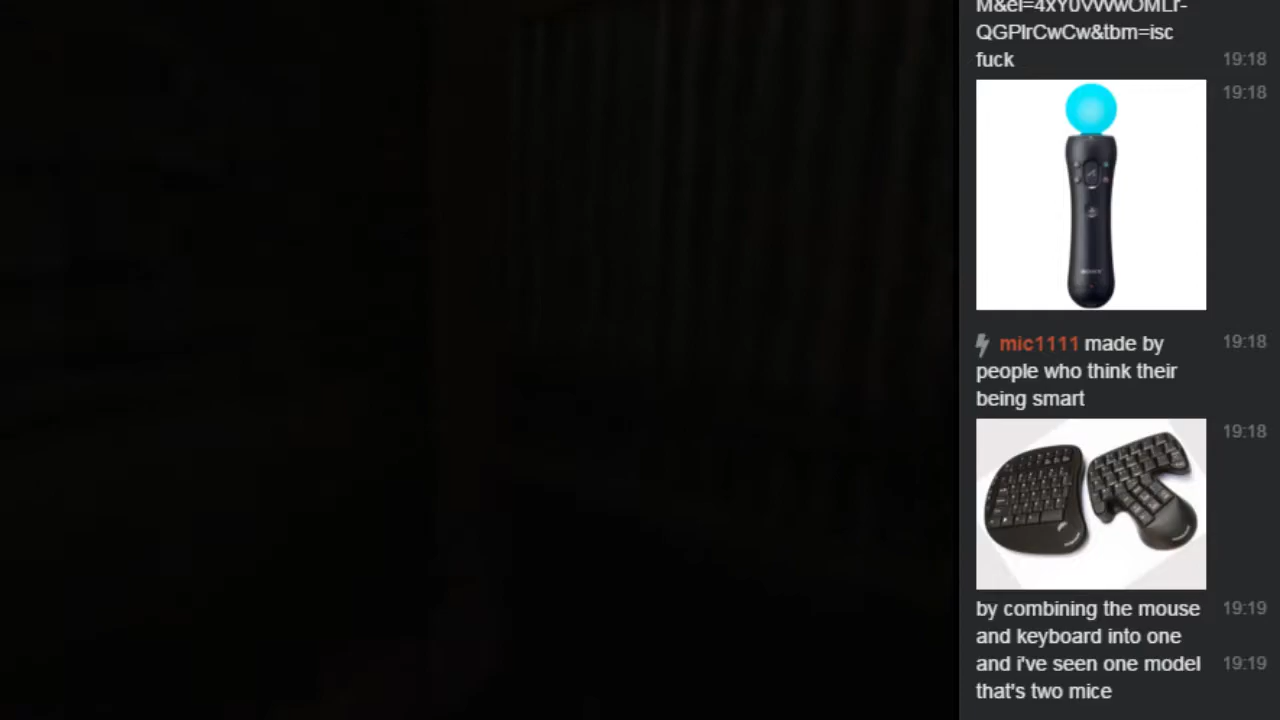 QGPIrCwCw&tbm=isc
fuck 19:18
19:18
mic1111 made by 19:18
people who think their
being smart
19:18
by combining the mouse 19:19
and keyboard into one
and i've seen one model 19:19
that's two mice